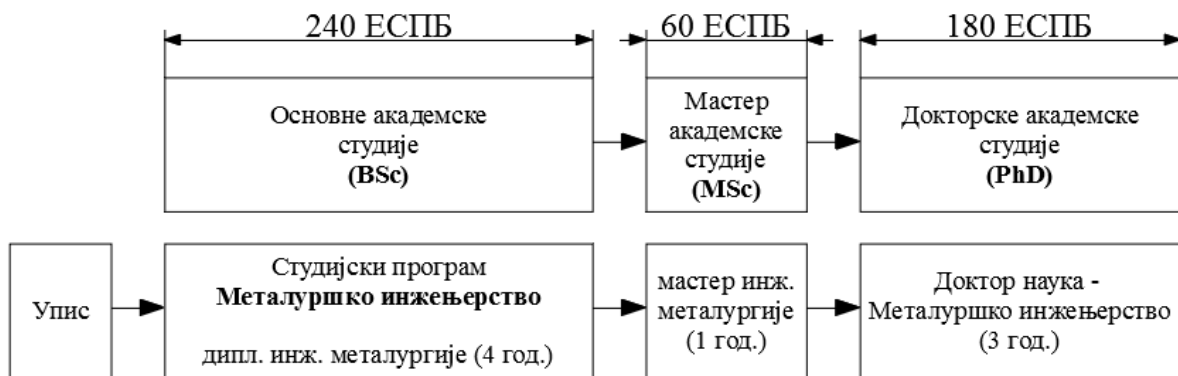 240 ЕСПБ
60 ЕСПБ
180 ЕСПБ
Основне академске
студије
(BSc)
Мастер
академске
студије
(MSc)
Докторске академске
студије
(PhD)
Упис
Студијски програм
Металуршко инжењерство
дипл. инж. металургије (4 год.)
мастер инж.
металургије
(1 год.)
Доктор наука -
Металуршко инжењерство
(3 год.)